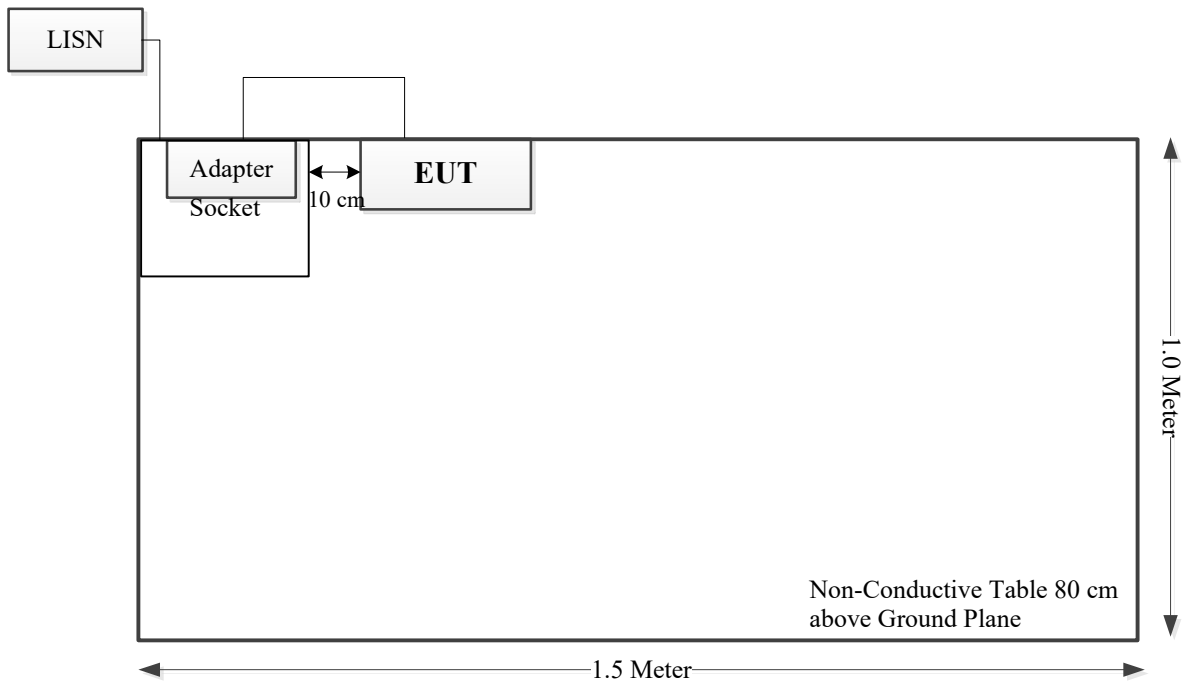 LISN
Adapter
EUT
Socket
10 cm
1.0 Meter
Non-Conductive Table 80 cm
above Ground Plane
1.5 Meter